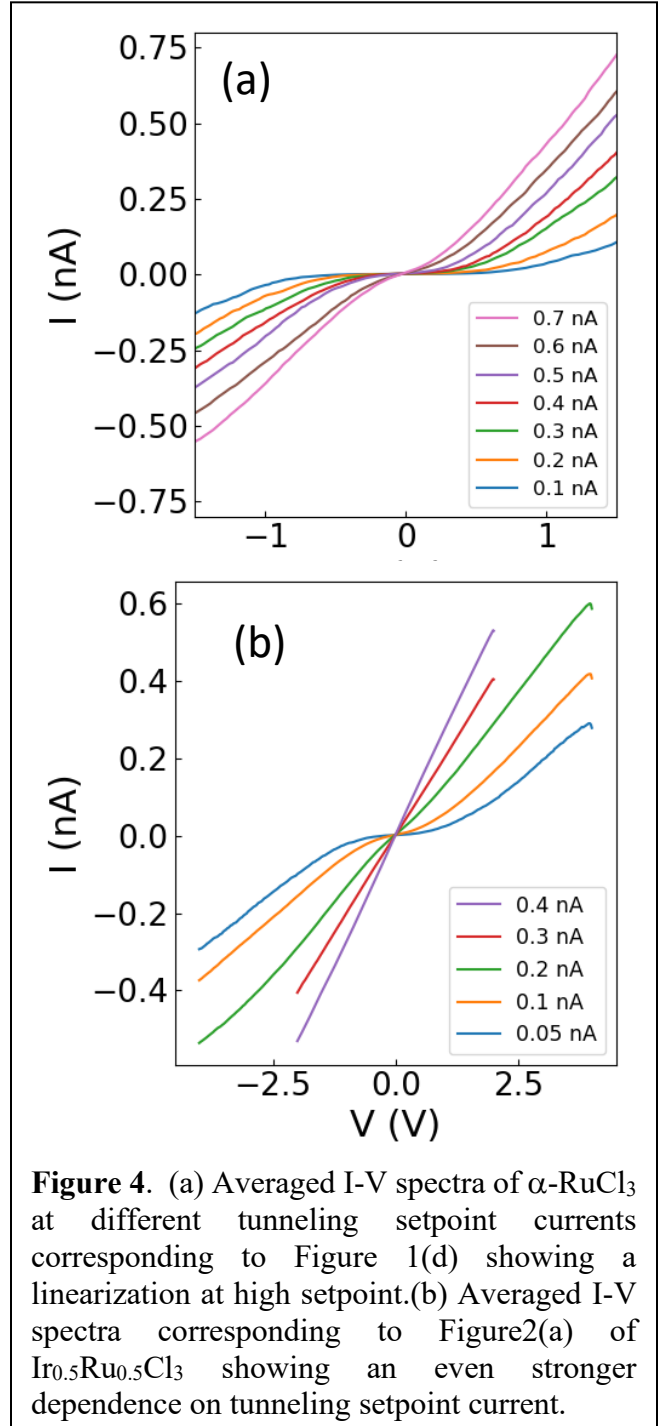 (a)
I (nA)
0.75
0.50
0.25
0.00
−0.25
−0.50
−0.75
0.7 nA
0.6 nA
0.5 nA
0.4 nA
0.3 nA
0.2 nA
0.1 nA
−1
0
1
(b)
I (nA)
0.6
0.4
0.2
0.0
−0.2
−0.4
0.4 nA
0.3 nA
0.2 nA
0.1 nA
0.05 nA
−2.5
0.0
2.5
V (V)
Figure 4. (a) Averaged I-V spectra of α-RuCl₃
at different tunneling setpoint currents
corresponding to Figure 1(d) showing a
linearization at high setpoint.(b) Averaged I-V
spectra corresponding to Figure2(a) of
Ir₀.₅Ru₀.₅Cl₃ showing an even stronger
dependence on tunneling setpoint current.